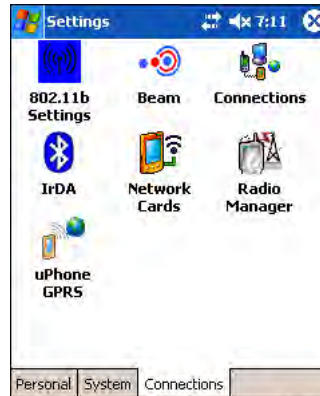 Settings 7:11
802.11b
Settings
Beam
Connections
IrDA
Network
Cards
Radio
Manager
uPhone
GPRS
Personal System Connections